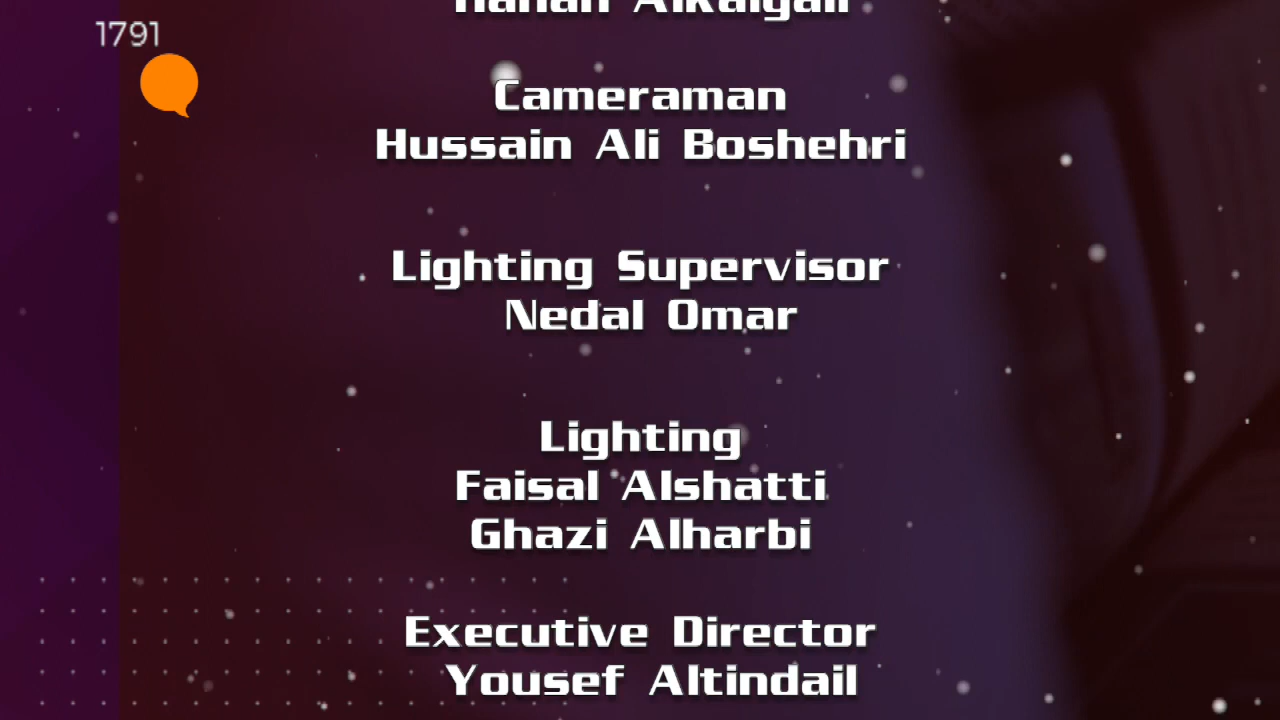 1791
Cameraman
Hussain Ali Boshehri
Lighting Supervisor
Nedal Omar
Lighting
Faisal Alshatti
Ghazi Alharbi
Executive Director
Yousef Altindail